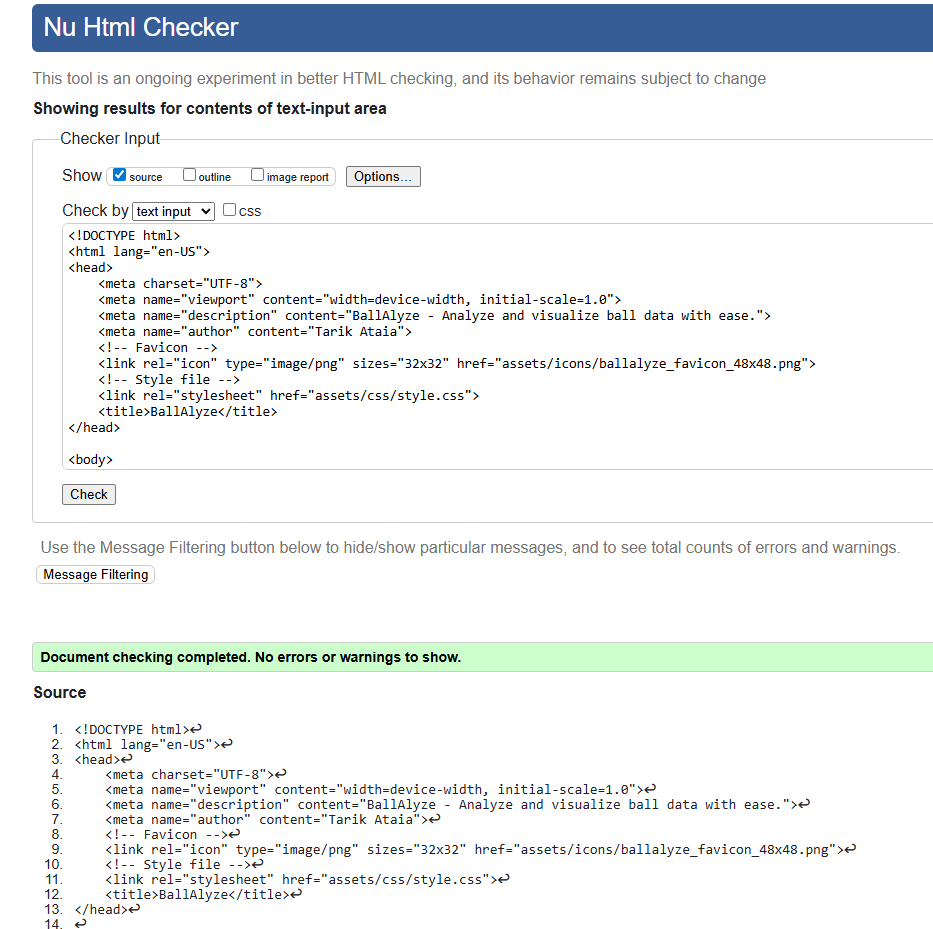 Nu Html Checker
This tool is an ongoing experiment in better HTML checking, and its behavior remains subject to change
Showing results for contents of text-input area
Checker Input
Show source outline image report Options...
Check by text input css
<!DOCTYPE html>
<html lang="en-US">
<head>
    <meta charset="UTF-8">
    <meta name="viewport" content="width=device-width, initial-scale=1.0">
    <meta name="description" content="BallAlyze - Analyze and visualize ball data with ease.">
    <meta name="author" content="Tarik Ataia">
    <!-- Favicon -->
    <link rel="icon" type="image/png" sizes="32x32" href="assets/icons/ballalyze_favicon_48x48.png">
    <!-- Style file -->
    <link rel="stylesheet" href="assets/css/style.css">
    <title>BallAlyze</title>
</head>
<body>
Check
Use the Message Filtering button below to hide/show particular messages, and to see total counts of errors and warnings.
Message Filtering
Document checking completed. No errors or warnings to show.
Source
1. <!DOCTYPE html>↩
2. <html lang="en-US">↩
3. <head>↩
4.     <meta charset="UTF-8">↩
5.     <meta name="viewport" content="width=device-width, initial-scale=1.0">↩
6.     <meta name="description" content="BallAlyze - Analyze and visualize ball data with ease.">↩
7.     <meta name="author" content="Tarik Ataia">↩
8.     <!-- Favicon -->↩
9.     <link rel="icon" type="image/png" sizes="32x32" href="assets/icons/ballalyze_favicon_48x48.png">↩
10.     <!-- Style file -->↩
11.     <link rel="stylesheet" href="assets/css/style.css">↩
12.     <title>BallAlyze</title>↩
13. </head>↩
14. ↩